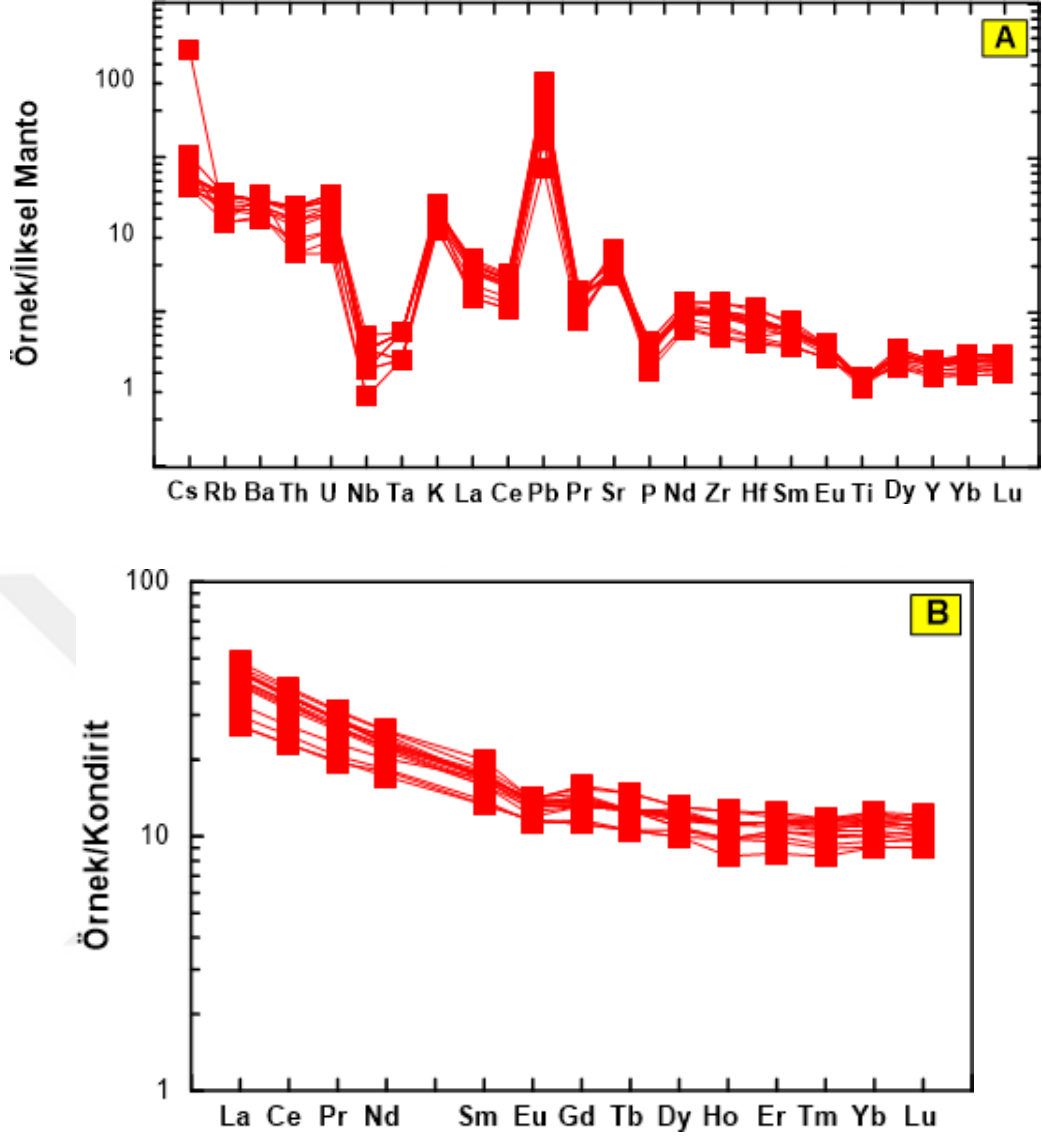 A
Örnek/İlksel Manto
100
10
1
Cs Rb Ba Th U Nb Ta K La Ce Pb Pr Sr P Nd Zr Hf Sm Eu Ti Dy Y Yb Lu
B
Örnek/Kondirit
100
10
1
La Ce Pr Nd Sm Eu Gd Tb Dy Ho Er Tm Yb Lu